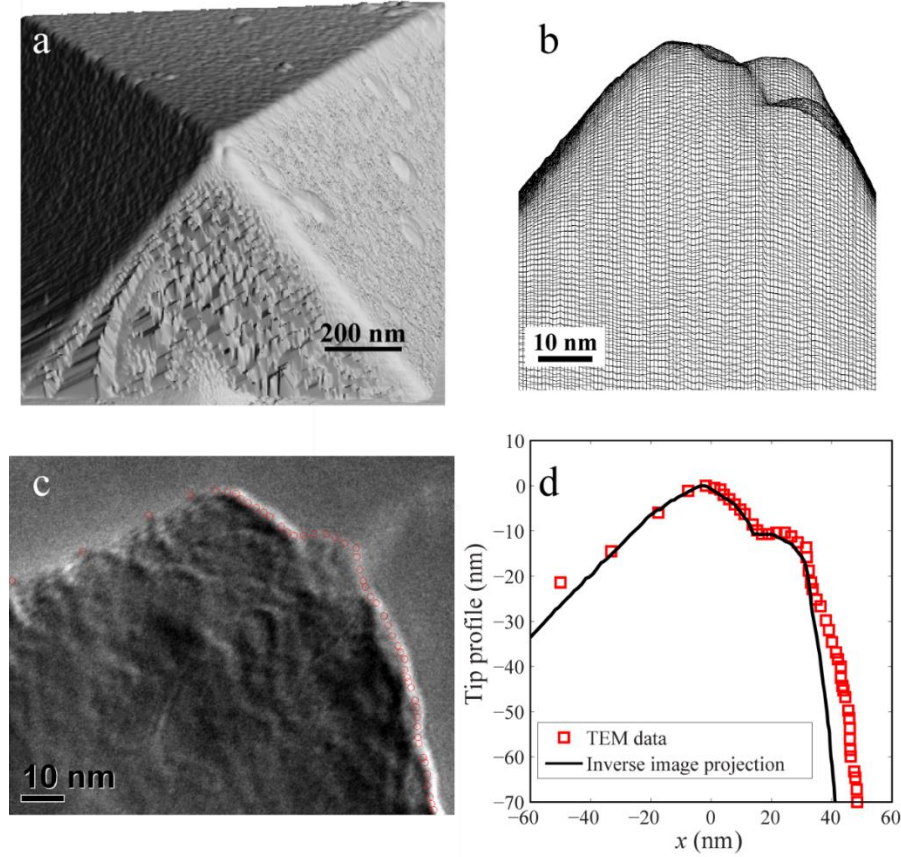 a
200 nm
b
10 nm
c
10 nm
d
Tip profile (nm)
10
0
−10
−20
−30
−40
−50
−60
−70
TEM data
Inverse image projection
−60 −40 −20 0 20 40 60
x (nm)